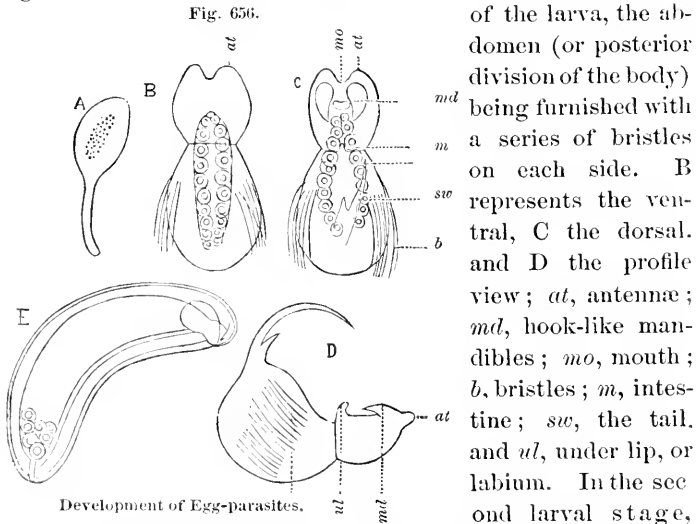 Fig. 656.
at
mo
at
A
B
C
md
m
sw
b
E
D
at
ul
md
Development of Egg-parasites.
of the larva, the ab-
domen (or posterior
division of the body)
being furnished with
a series of bristles
on each side. B
represents the ven-
tral, C the dorsal.
and D the profile
view; at, antennæ;
md, hook-like man-
dibles; mo, mouth;
b, bristles; m, intes-
tine; sw, the tail.
and ul, under lip, or
labium. In the sec
ond larval stage,